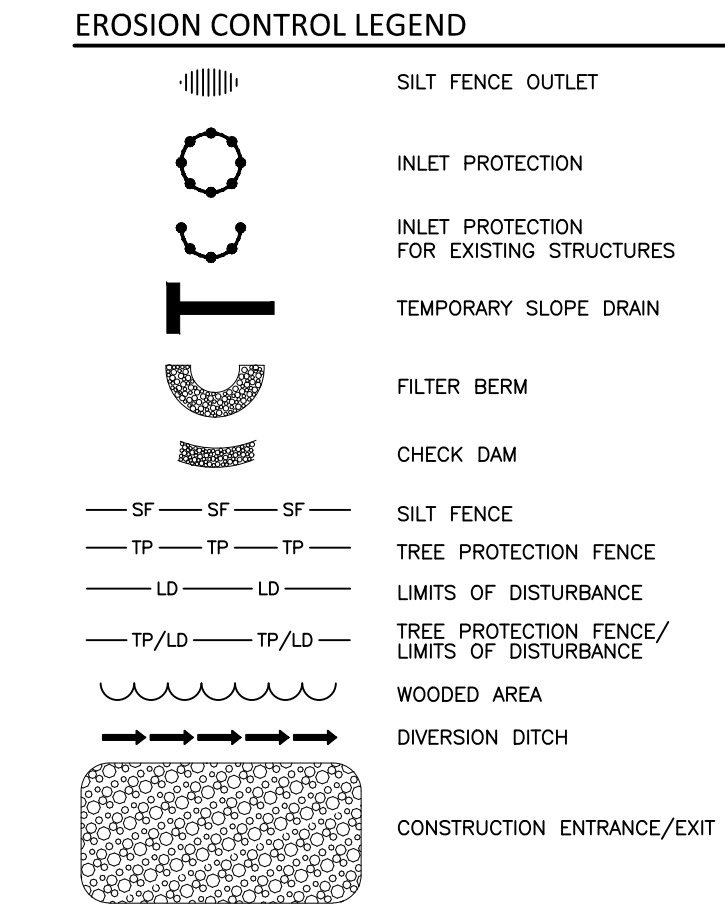 EROSION CONTROL LEGEND
SILT FENCE OUTLET
INLET PROTECTION
INLET PROTECTION
FOR EXISTING STRUCTURES
TEMPORARY SLOPE DRAIN
FILTER BERM
CHECK DAM
SF SF SF SILT FENCE
TP TP TP TREE PROTECTION FENCE
LD LD LIMITS OF DISTURBANCE
TP/LD TP/LD TREE PROTECTION FENCE/
LIMITS OF DISTURBANCE
WOODED AREA
DIVERSION DITCH
CONSTRUCTION ENTRANCE/EXIT